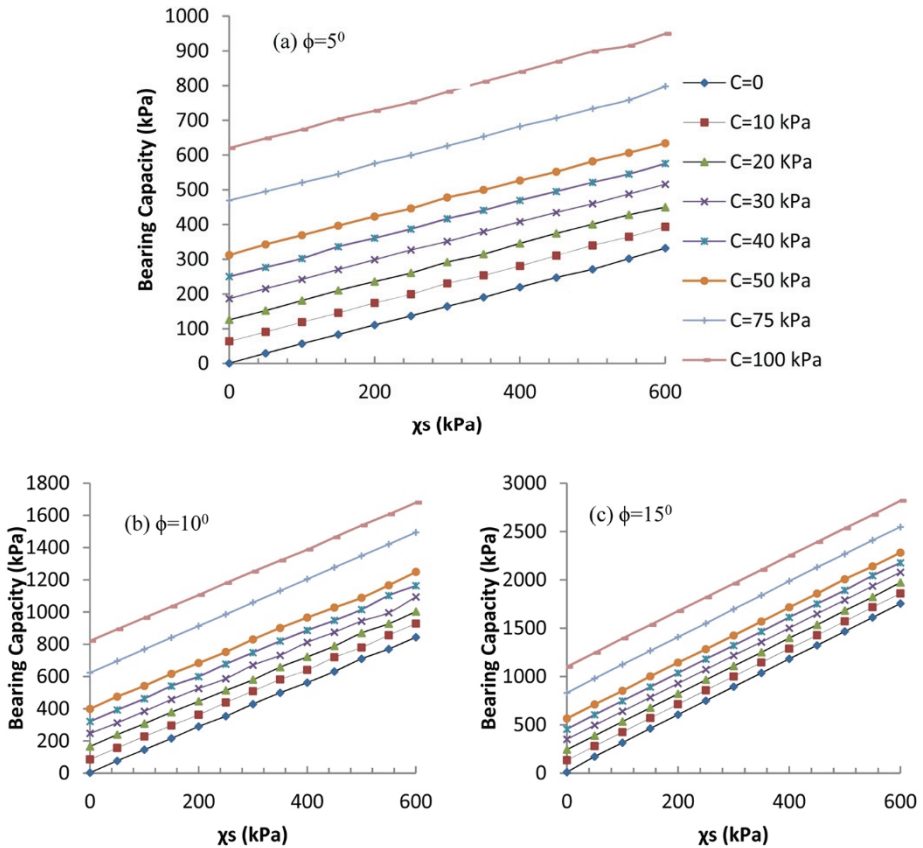 1000
900
800
700
600
500
400
300
200
100
0
Bearing Capacity (kPa)
(a) ϕ=5⁰
0 200 400 600
χs (kPa)
C=0
C=10 kPa
C=20 KPa
C=30 kPa
C=40 kPa
C=50 kPa
C=75 kPa
C=100 kPa
1800
1600
1400
1200
1000
800
600
400
200
0
Bearing Capacity (kPa)
(b) ϕ=10⁰
0 200 400 600
χs (kPa)
3000
2500
2000
1500
1000
500
0
Bearing Capacity (kPa)
(c) ϕ=15⁰
0 200 400 600
χs (kPa)